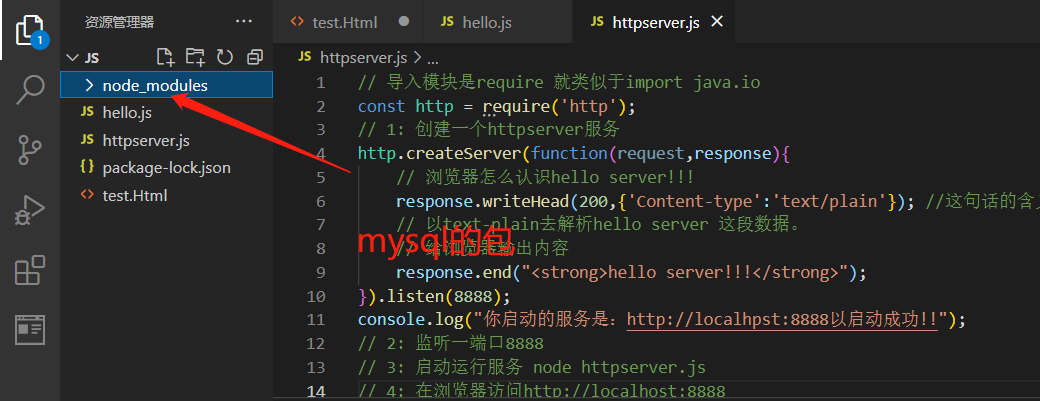 资源管理器
test.Html
hello.js
httpserver.js
JS
JS httpserver.js > ...
node_modules
JS hello.js
JS httpserver.js
{} package-lock.json
<> test.Html
1
1 // 导入模块是require 就类似于import java.io
2 const http = require('http');
3 // 1: 创建一个httpserver服务
4 http.createServer(function(request,response){
5 // 浏览器怎么认识hello server!!!
6 response.writeHead(200,{'Content-type':'text/plain'}); //这句话的含
7 // 以text-plain去解析hello server 这段数据。
mysql的包
8 // 给浏览器输出内容
9 response.end("<strong>hello server!!!</strong>");
10 }).listen(8888);
11 console.log("你启动的服务是：http://localhpst:8888以启动成功!!");
12 // 2: 监听一端口8888
13 // 3: 启动运行服务 node httpserver.js
14 // 4: 在浏览器访问http://localhost:8888